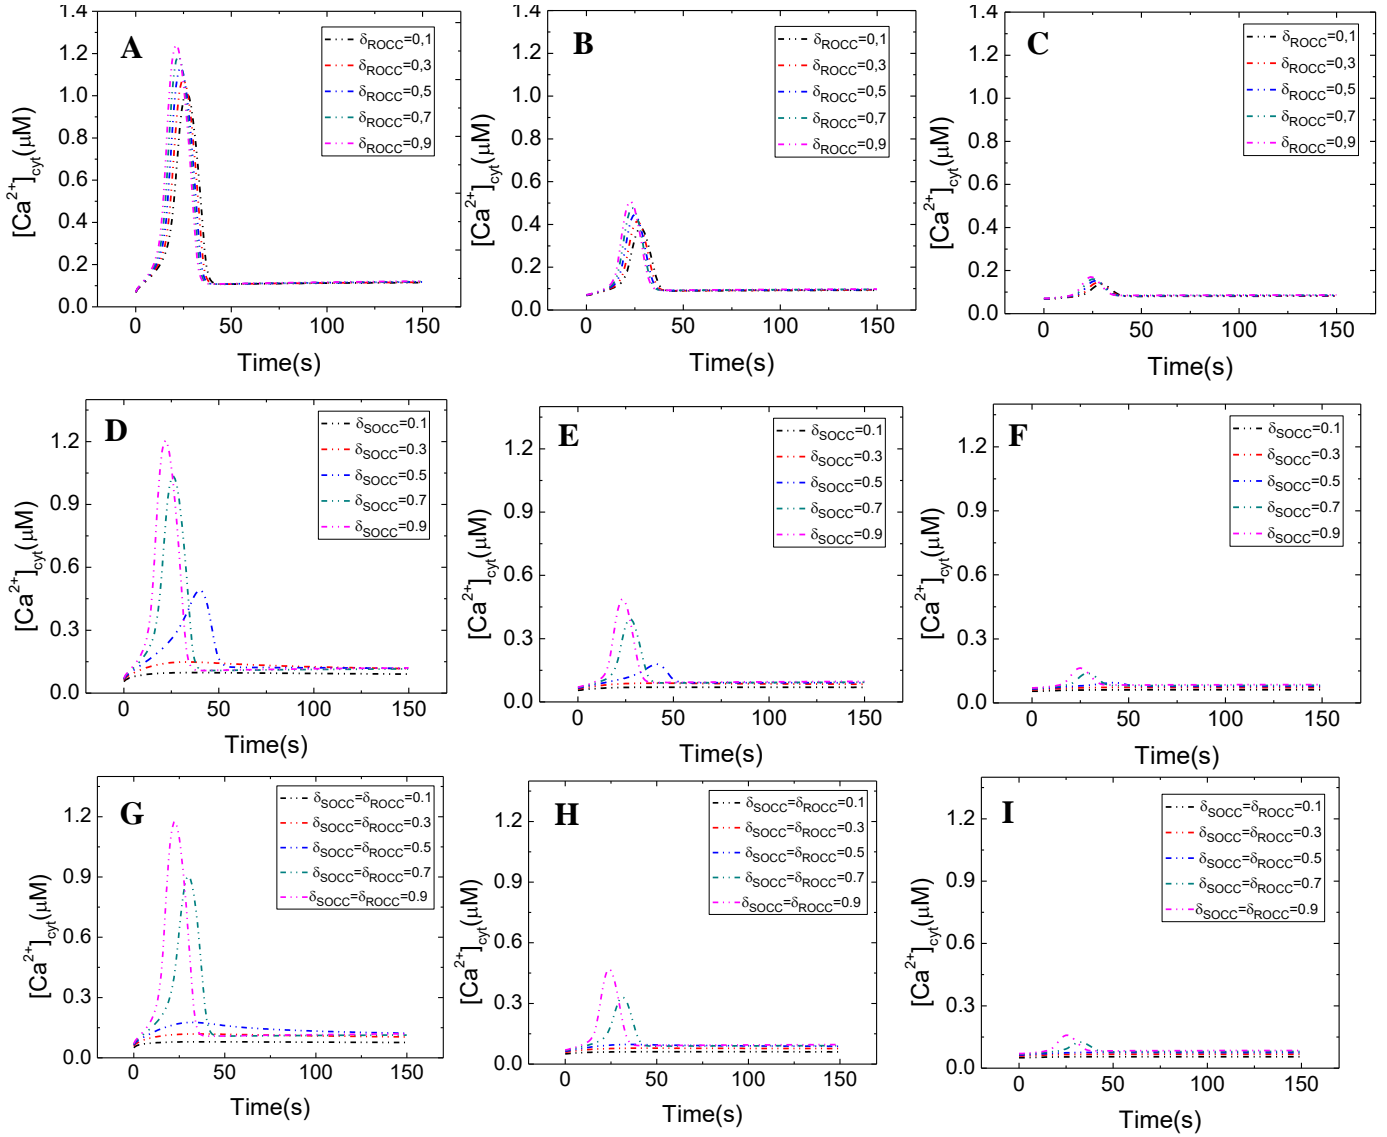 A
[Ca²⁺]cyt(μM)
1.4
1.2
1.0
0.8
0.6
0.4
0.2
0.0
δROCC=0,1
δROCC=0,3
δROCC=0,5
δROCC=0,7
δROCC=0,9
0 50 100 150
Time(s)
B
[Ca²⁺]cyt(μM)
1.4
1.2
1.0
0.8
0.6
0.4
0.2
0.0
δROCC=0,1
δROCC=0,3
δROCC=0,5
δROCC=0,7
δROCC=0,9
0 50 100 150
Time(s)
C
[Ca²⁺]cyt(μM)
1.4
1.2
1.0
0.8
0.6
0.4
0.2
0.0
δROCC=0,1
δROCC=0,3
δROCC=0,5
δROCC=0,7
δROCC=0,9
0 50 100 150
Time(s)
D
[Ca²⁺]cyt(μM)
1.2
0.9
0.6
0.3
0.0
δSOCC=0.1
δSOCC=0.3
δSOCC=0.5
δSOCC=0.7
δSOCC=0.9
0 50 100 150
Time(s)
E
[Ca²⁺]cyt(μM)
1.2
0.9
0.6
0.3
0.0
δSOCC=0.1
δSOCC=0.3
δSOCC=0.5
δSOCC=0.7
δSOCC=0.9
0 50 100 150
Time(s)
F
[Ca²⁺]cyt(μM)
1.2
0.9
0.6
0.3
0.0
δSOCC=0.1
δSOCC=0.3
δSOCC=0.5
δSOCC=0.7
δSOCC=0.9
0 50 100 150
Time(s)
G
[Ca²⁺]cyt(μM)
1.2
0.9
0.6
0.3
0.0
δSOCC=δROCC=0.1
δSOCC=δROCC=0.3
δSOCC=δROCC=0.5
δSOCC=δROCC=0.7
δSOCC=δROCC=0.9
0 50 100 150
Time(s)
H
[Ca²⁺]cyt(μM)
1.2
0.9
0.6
0.3
0.0
δSOCC=δROCC=0.1
δSOCC=δROCC=0.3
δSOCC=δROCC=0.5
δSOCC=δROCC=0.7
δSOCC=δROCC=0.9
0 50 100 150
Time(s)
I
[Ca²⁺]cyt(μM)
1.2
0.9
0.6
0.3
0.0
δSOCC=δROCC=0.1
δSOCC=δROCC=0.3
δSOCC=δROCC=0.5
δSOCC=δROCC=0.7
δSOCC=δROCC=0.9
0 50 100 150
Time(s)